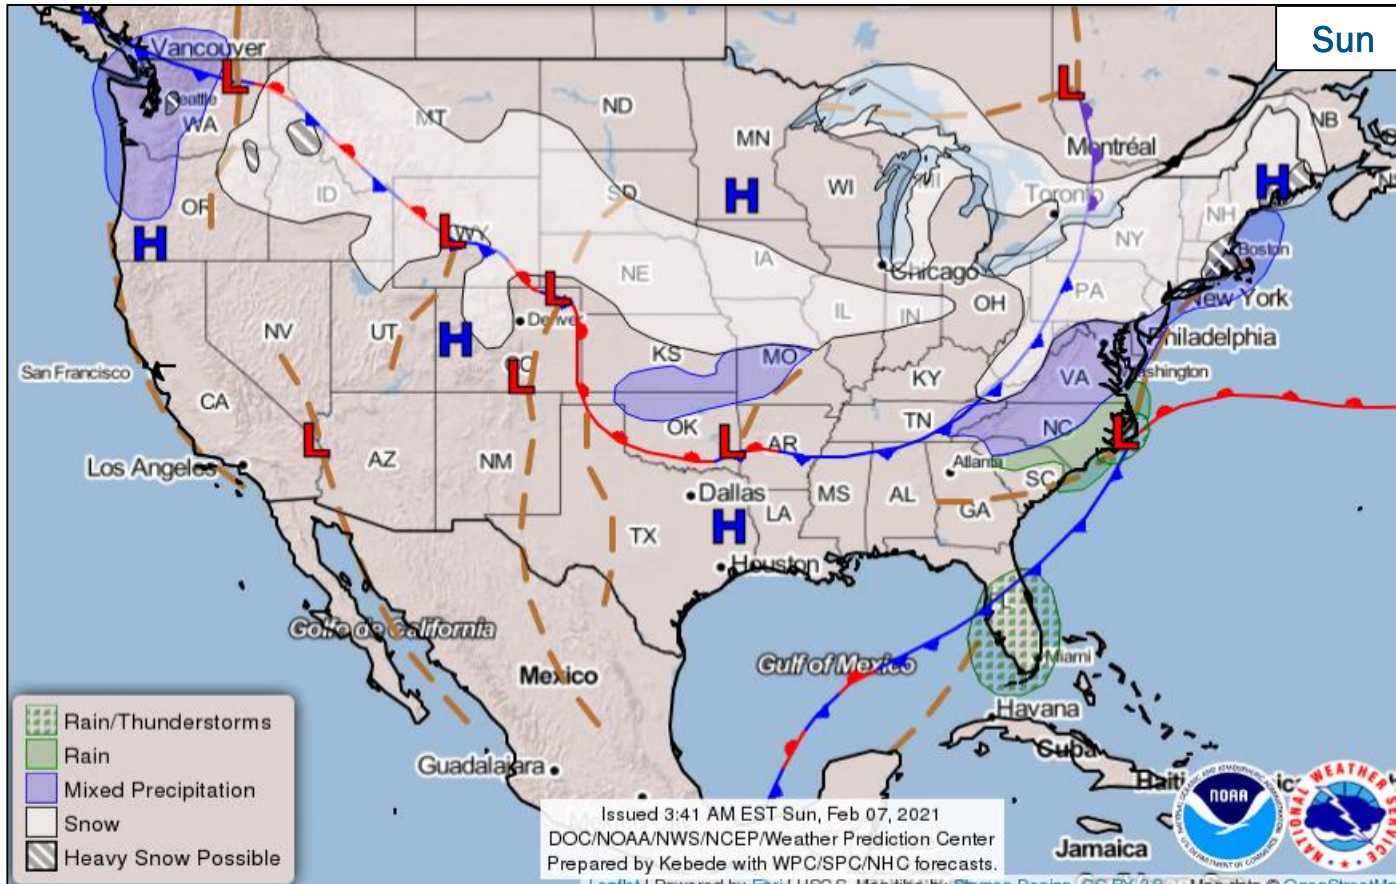 Sun
Vancouver
Seattle
WA
MT
ND
MN
Montréal
NB
OR
ID
WY
SD
WI
MI
Toronto
NH
NY
Boston
NE
IA
Chicago
PA
New York
NV
UT
Denver
CO
KS
MO
IL
IN
OH
Philadelphia
Washington
San Francisco
CA
KY
VA
AZ
NM
OK
AR
TN
NC
Los Angeles
Dallas
MS
AL
Atlanta
SC
GA
TX
LA
Houston
Golfo de California
Mexico
Gulf of Mexico
Miami
Havana
Cuba
Guadalajara
Haiti
Jamaica
H
L
L
L
H
L
H
L
H
L
L
H
L
Rain/Thunderstorms
Rain
Mixed Precipitation
Snow
Heavy Snow Possible
Issued 3:41 AM EST Sun, Feb 07, 2021
DOC/NOAA/NWS/NCEP/Weather Prediction Center
Prepared by Kebede with WPC/SPC/NHC forecasts.
NOAA
NATIONAL WEATHER SERVICE